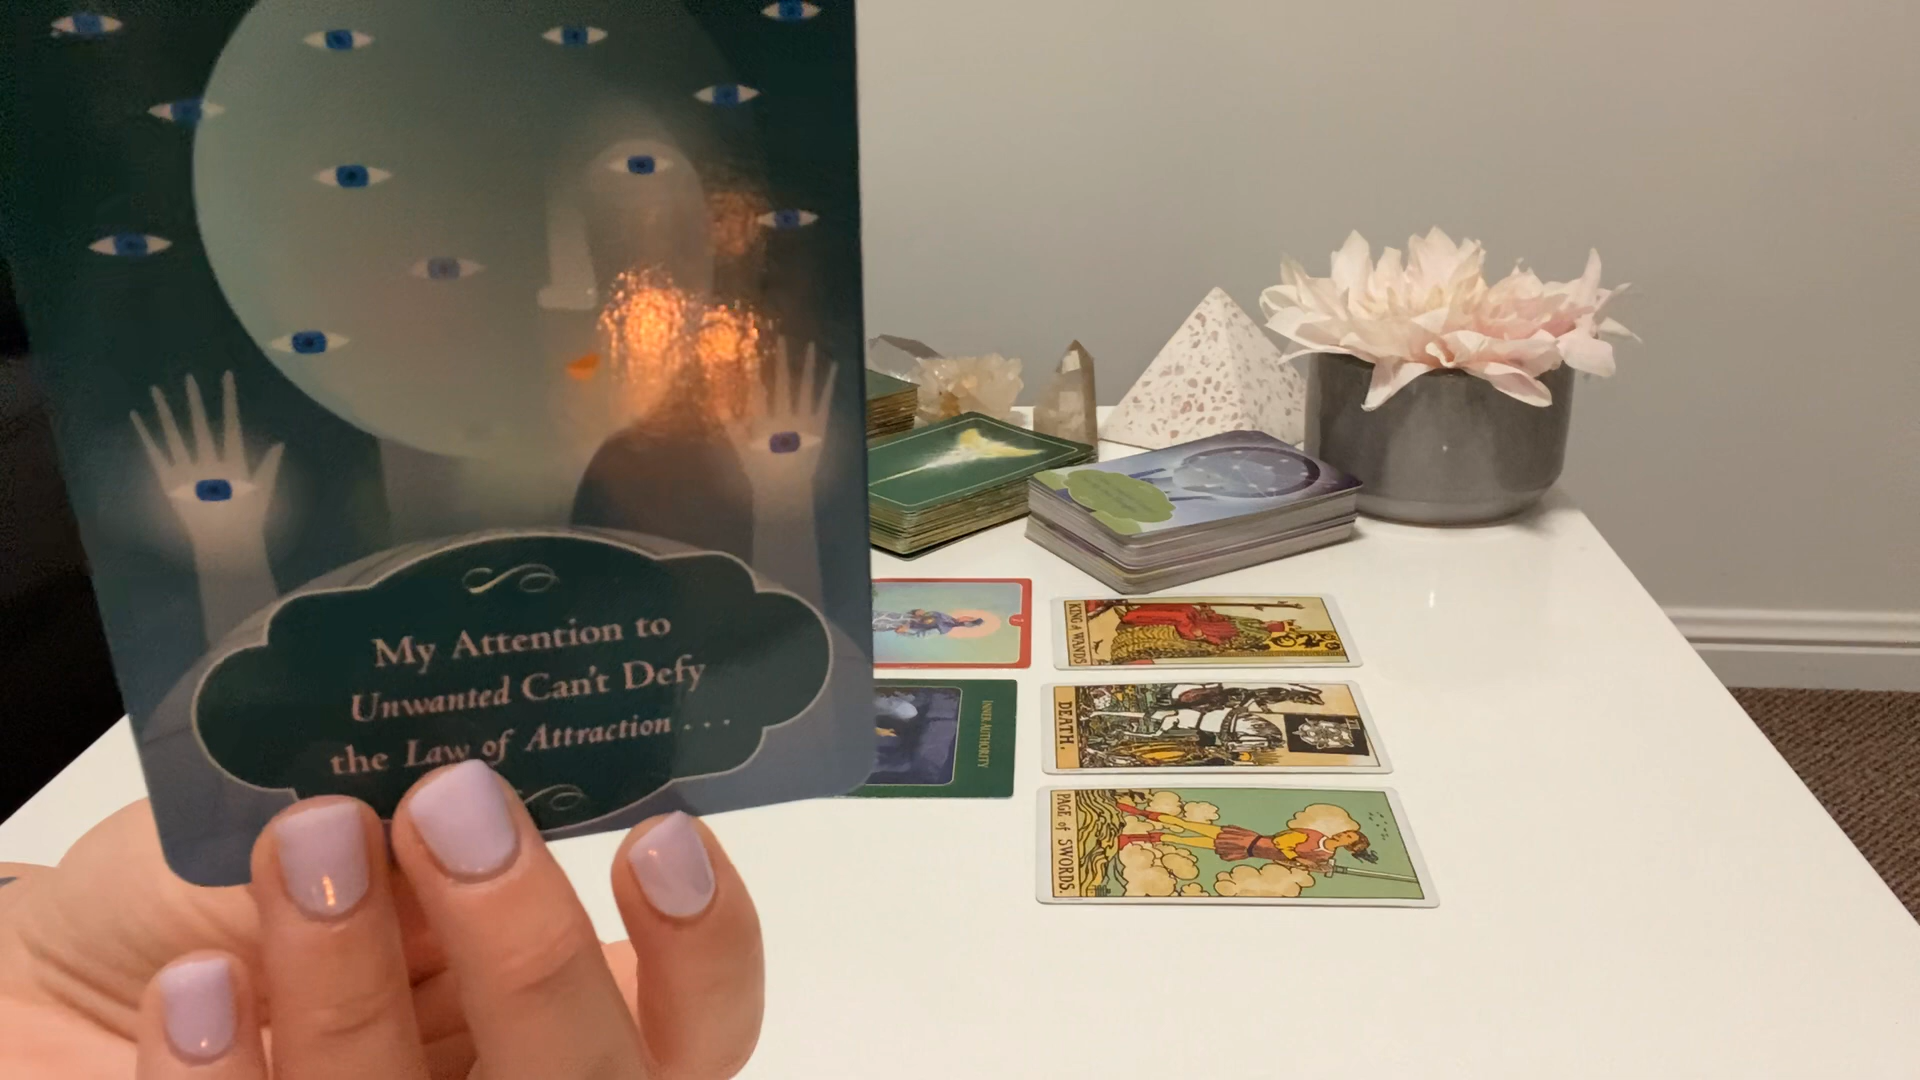 My Attention to
Unwanted Can't Defy
the Law of Attraction . . .
KING of WANDS
DEATH.
PAGE of SWORDS.
INNER AUTHORITY